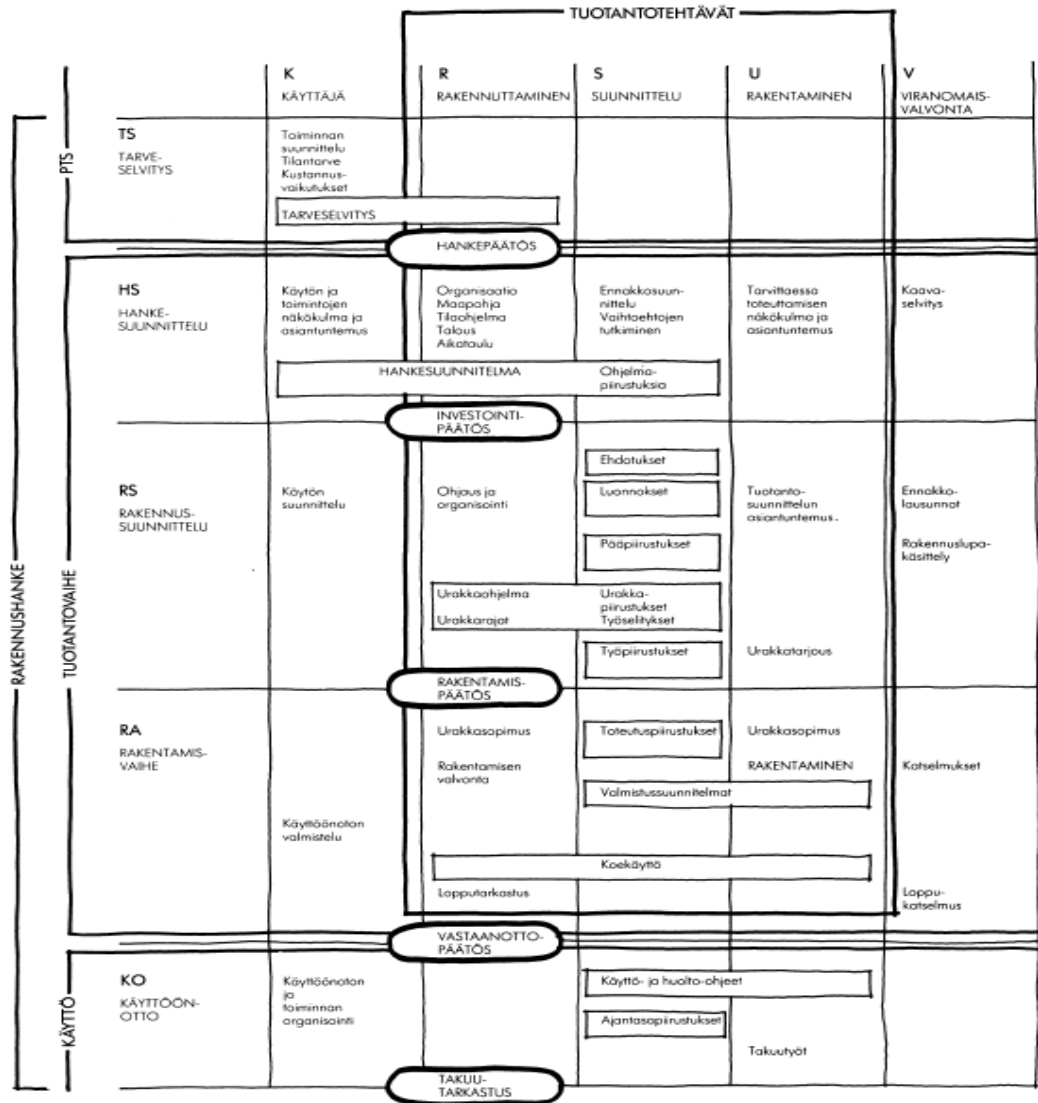 TUOTANTOTEHTÄVÄT
K
KÄYTTÄJÄ
R
RAKENNUTTAMINEN
S
SUUNNITTELU
U
RAKENTAMINEN
V
VIRANOMAIS-
VALVONTA
RAKENNUSHANKE
PTS
TUOTANTOVAIHE
KÄYTTÖ
TS
TARVE-
SELVITYS
Toiminnan
suunnittelu
Tilantarve
Kustannus-
vaikutukset
TARVESELVITYS
HANKEPÄÄTÖS
HS
HANKE-
SUUNNITTELU
Käytön ja
toimintojen
näkökulma ja
asiantuntemus
Organisaatio
Maapohja
Tilaohjelma
Talous
Aikataulu
Ennakkosuun-
nittelu
Vaihtoehtojen
tutkiminen
Tarvittaessa
toteuttamisen
näkökulma ja
asiantuntemus
Kaava-
selvitys
HANKESUUNNITELMA
Ohjelma-
piirustuksia
INVESTOINTI-
PÄÄTÖS
RS
RAKENNUS-
SUUNNITTELU
Käytön
suunnittelu
Ohjaus ja
organisointi
Ehdotukset
Luonnokset
Pääpiirustukset
Tuotanto-
suunnittelun
asiantuntemus
Ennakko-
lausunnot
Rakennuslupa-
käsittely
Urakkaohjelma
Urakkarajat
Urakka-
piirustukset
Työselitykset
Työpiirustukset
Urakkatarjous
RAKENTAMIS-
PÄÄTÖS
RA
RAKENTAMIS-
VAIHE
Urakkasopimus
Toteutuspiirustukset
Urakkasopimus
Rakentamisen
valvonta
RAKENTAMINEN
Katselmukset
Valmistussuunnitelmat
Käyttöönoton
valmistelu
Koekäyttö
Lopputarkastus
Loppu-
katselmus
VASTAANOTTO-
PÄÄTÖS
KO
KÄYTTÖÖN-
OTTO
Käyttöönoton
ja
toiminnan
organisointi
Käyttö- ja huolto-ohjeet
Ajantasapiirustukset
Takuutyöt
TAKUU-
TARKASTUS